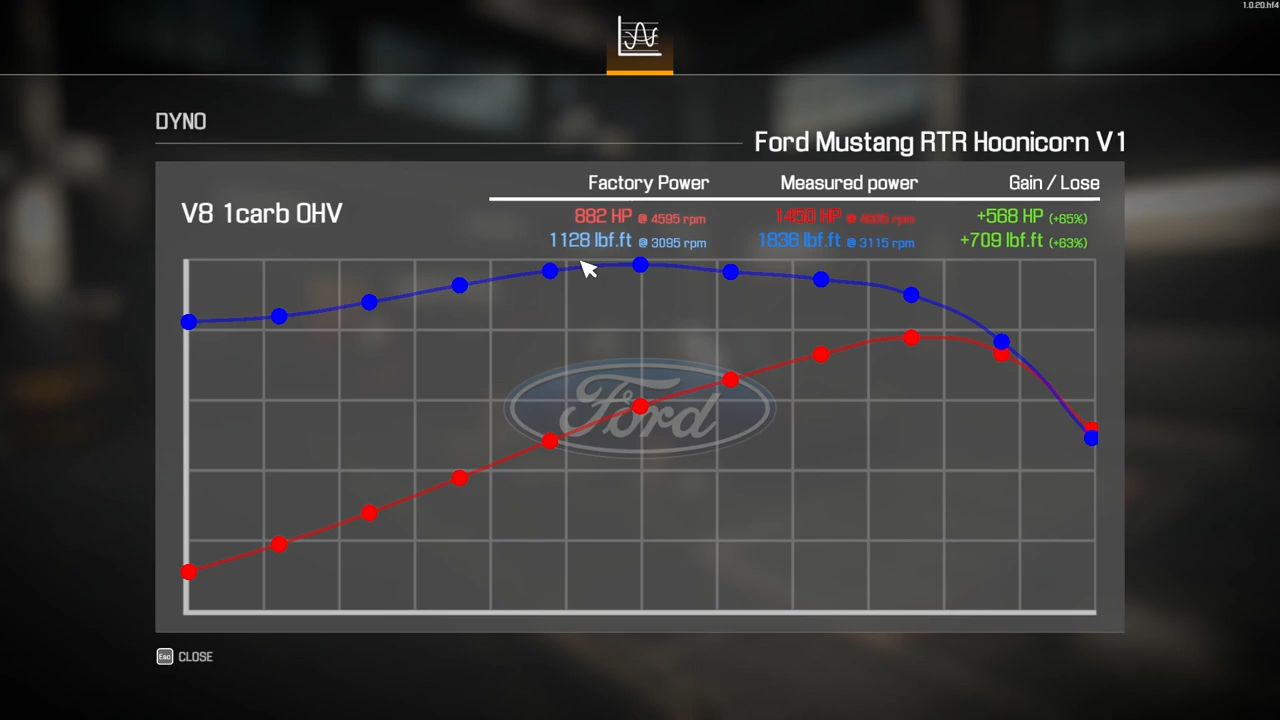 1.0.20.hf4
DYNO
Ford Mustang RTR Hoonicorn V1
Factory Power Measured power Gain / Lose
V8 1carb OHV
882 HP @ 4595 rpm 1450 HP @ rpm +568 HP (+65%)
1128 lbf.ft @ 3095 rpm 1836 lbf.ft @ 3115 rpm +709 lbf.ft (+63%)
Ford
Esc CLOSE